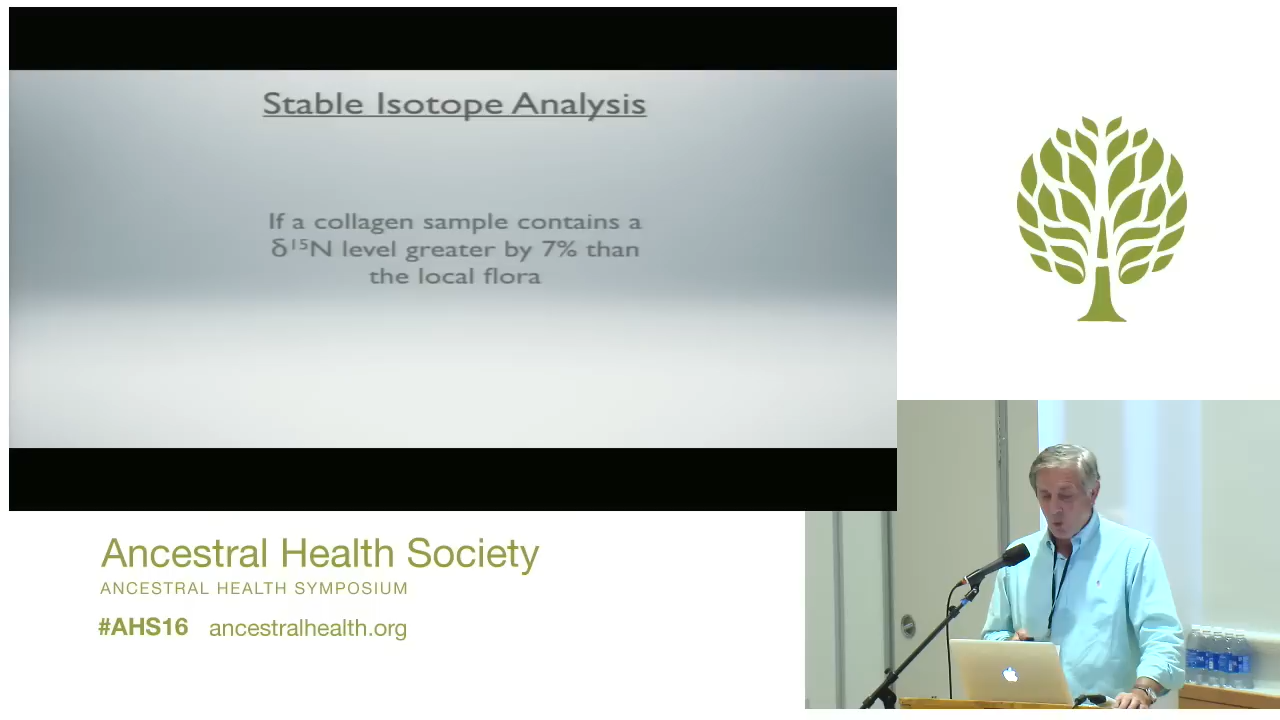 Stable Isotope Analysis
If a collagen sample contains a
δ¹⁵N level greater by 7% than
the local flora
Ancestral Health Society
ANCESTRAL HEALTH SYMPOSIUM
#AHS16 ancestralhealth.org